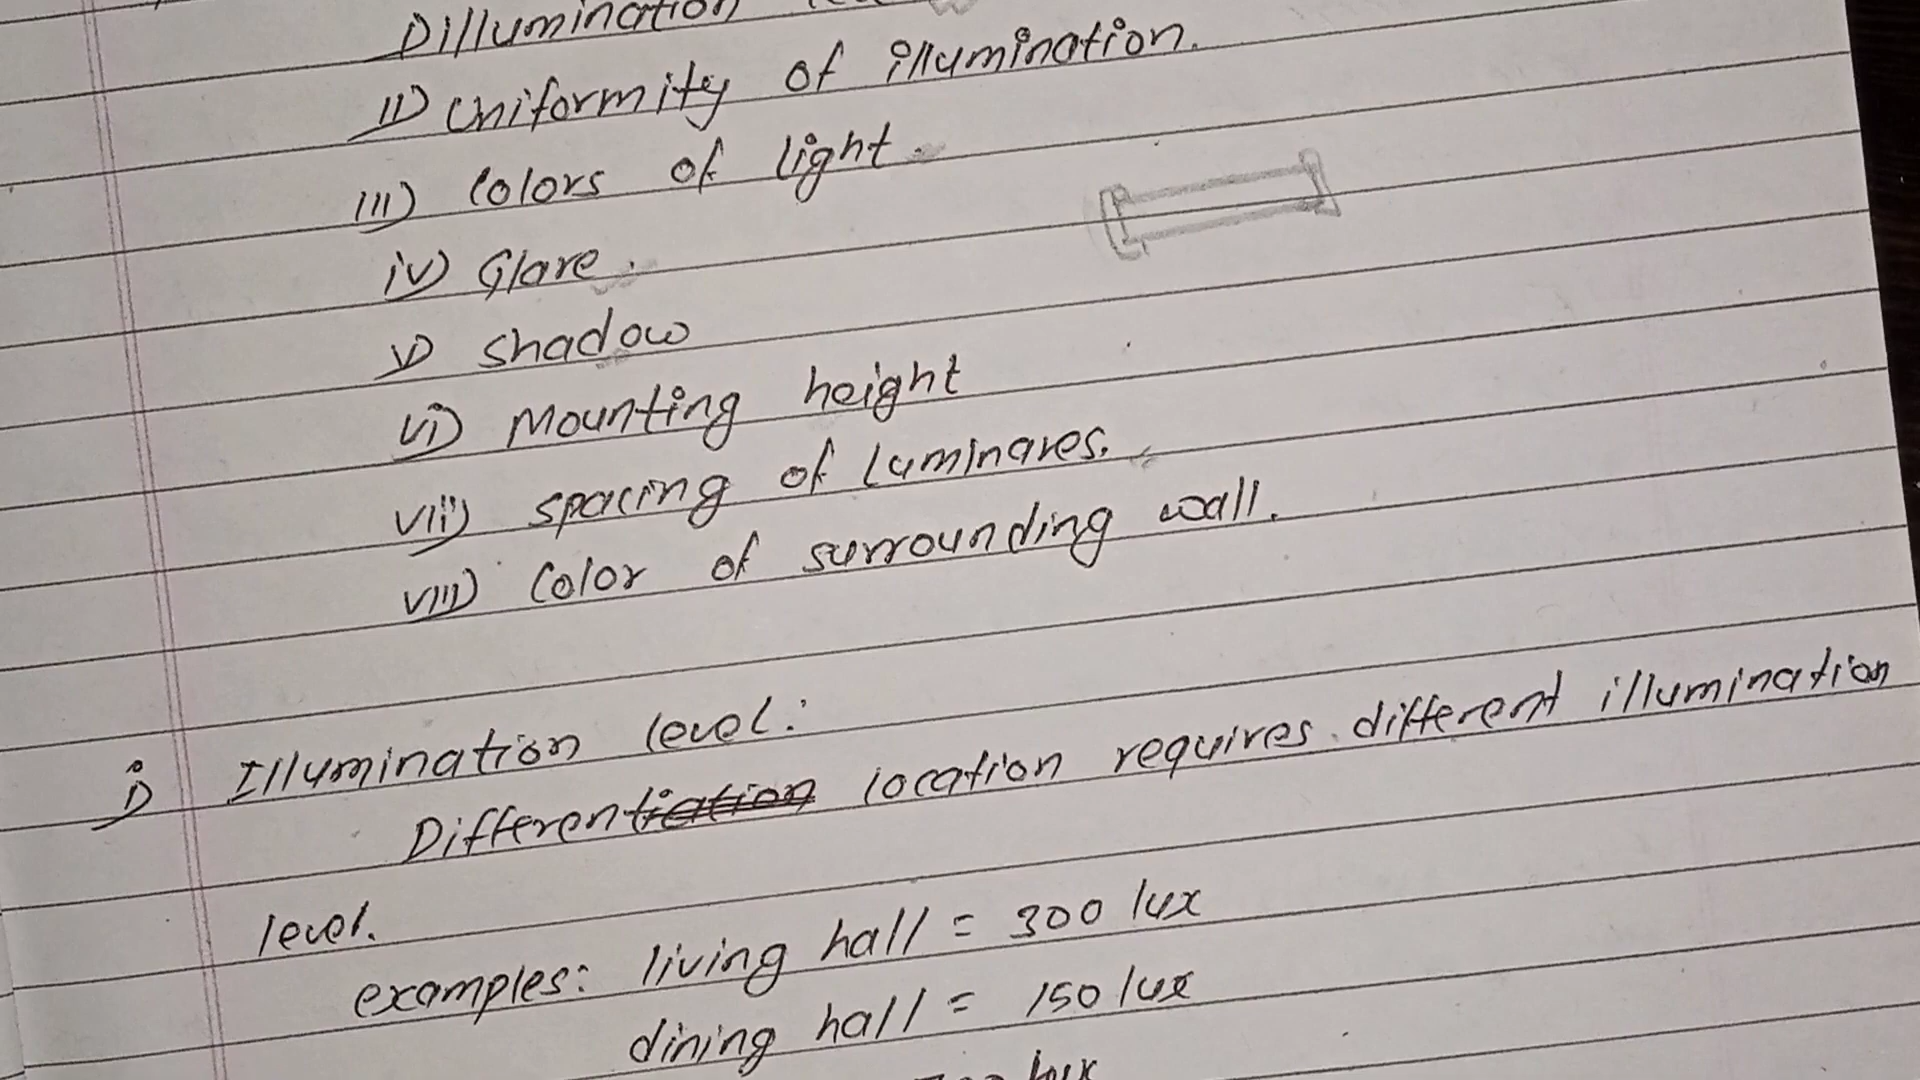 i) Illumination
ii) Uniformity of illumination.
iii) Colors of light.
iv) Glare.
v) shadow
vi) Mounting height
vii) spacing of luminares.
viii) Color of surrounding wall.
i) Illumination level:
Different location requires different illumination
level.
examples: living hall = 300 lux
dining hall = 150 lux
lux